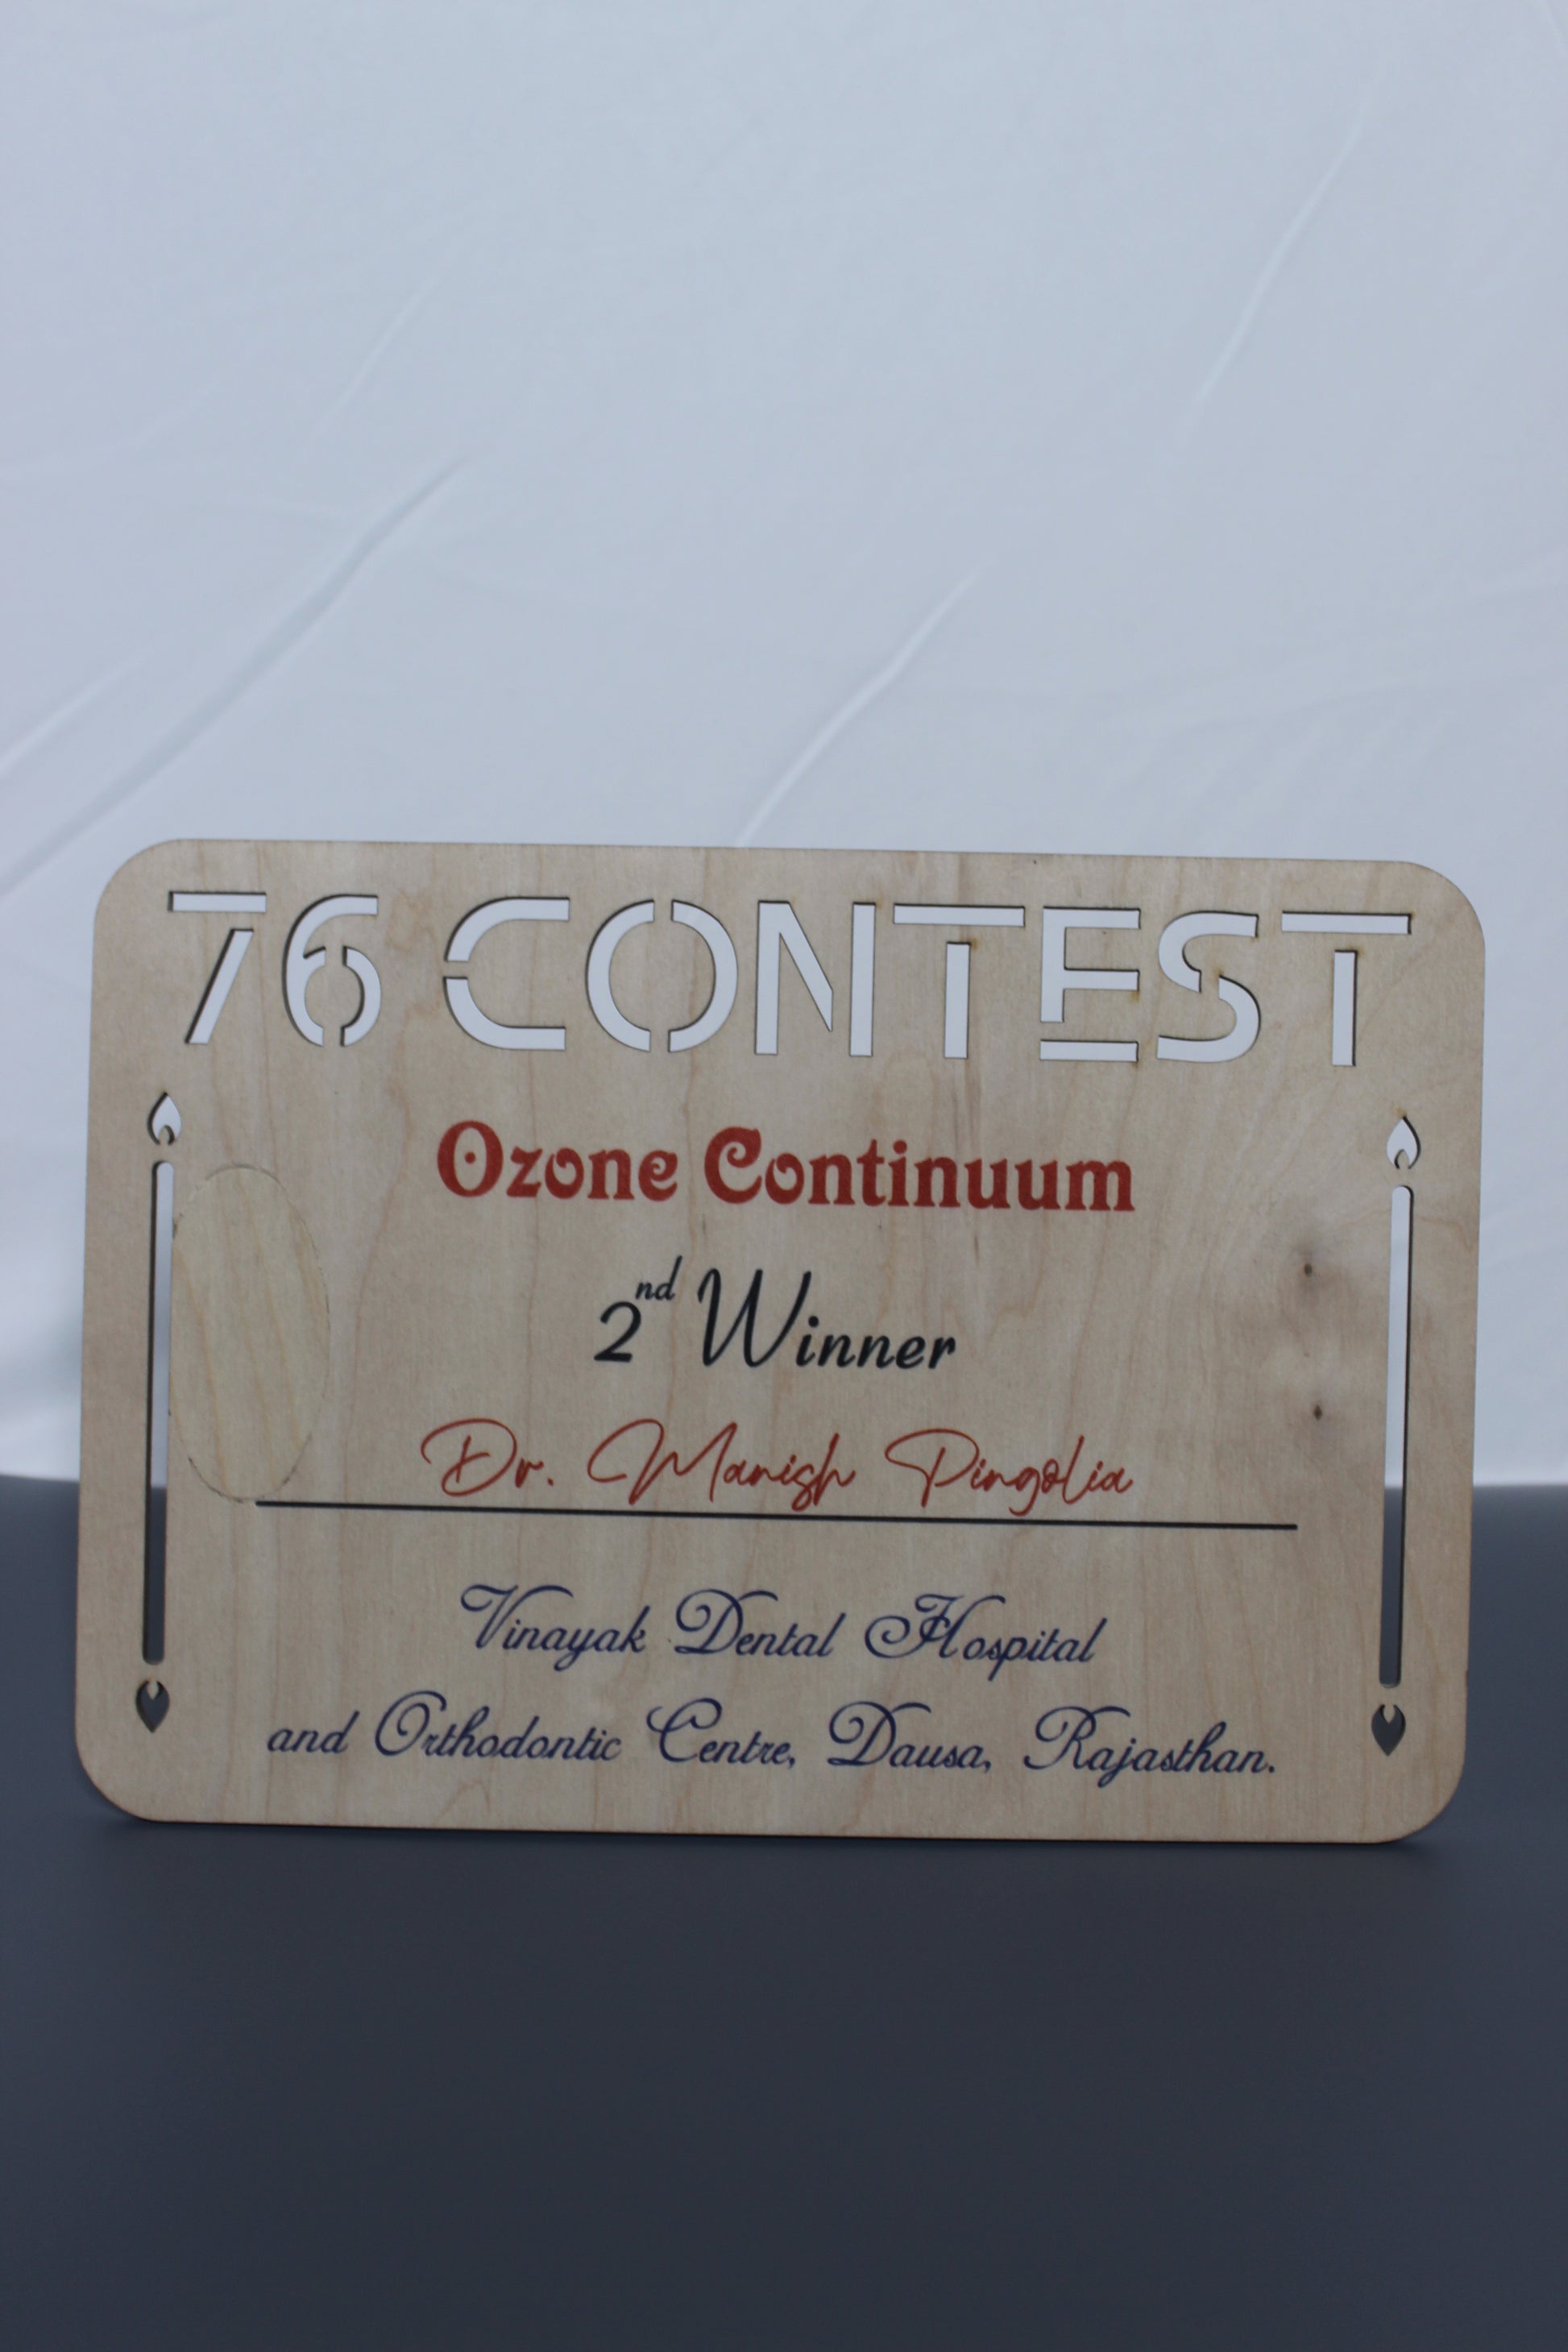 76 CONTEST
Ozone Continuum
2nd Winner
Dr. Manish Pingolia
Vinayak Dental Hospital
and Orthodontic Centre, Dausa, Rajasthan.